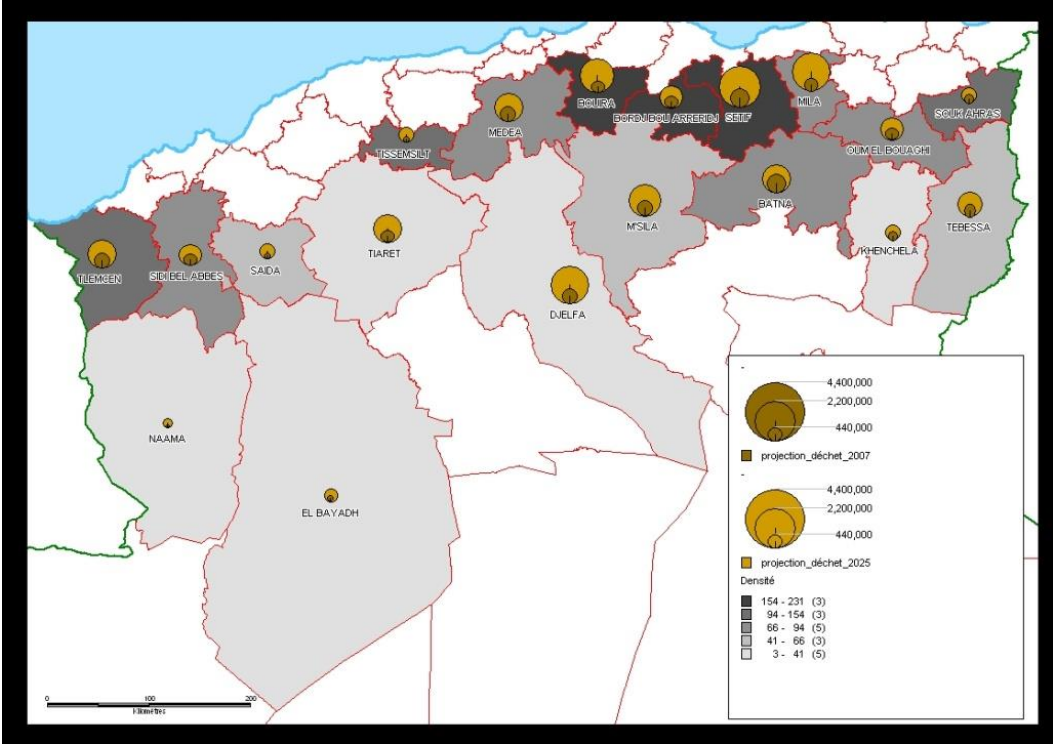 BOUIRA
MILA
BORDJ BOU ARRERIDJ
SETIF
SOUK AHRAS
MEDEA
TISSEMSILT
OUM EL BOUAGHI
BATNA
M'SILA
TEBESSA
KHENCHELA
TIARET
SAIDA
SIDI BEL ABBES
TLEMCEN
DJELFA
NAAMA
EL BAYADH
-
4,400,000
2,200,000
440,000
projection_déchet_2007
-
4,400,000
2,200,000
440,000
projection_déchet_2025
Densité
154 - 231 (3)
94 - 154 (3)
66 - 94 (5)
41 - 66 (3)
3 - 41 (5)
0 100 200
Kilomètres